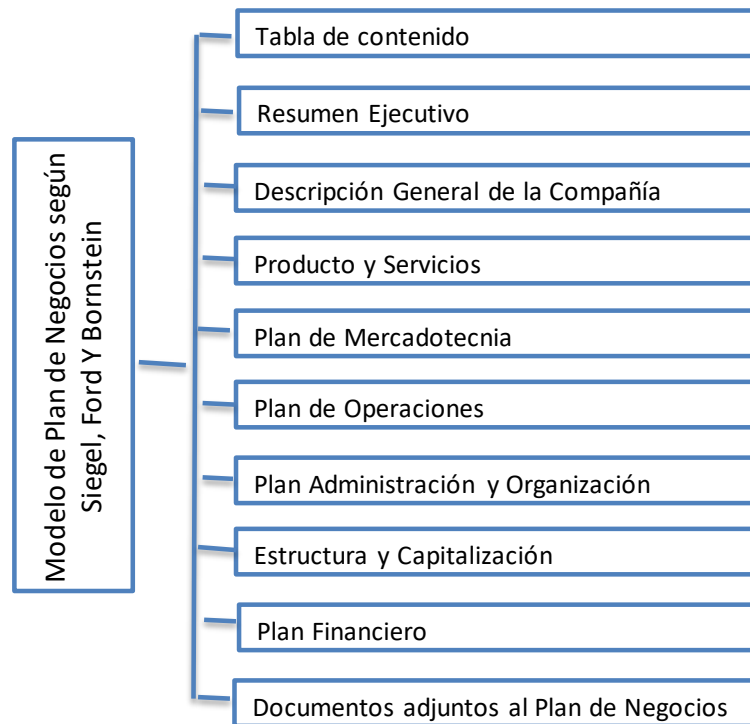 Modelo de Plan de Negocios según
Siegel, Ford Y Bornstein
Tabla de contenido
Resumen Ejecutivo
Descripción General de la Compañía
Producto y Servicios
Plan de Mercadotecnia
Plan de Operaciones
Plan Administración y Organización
Estructura y Capitalización
Plan Financiero
Documentos adjuntos al Plan de Negocios